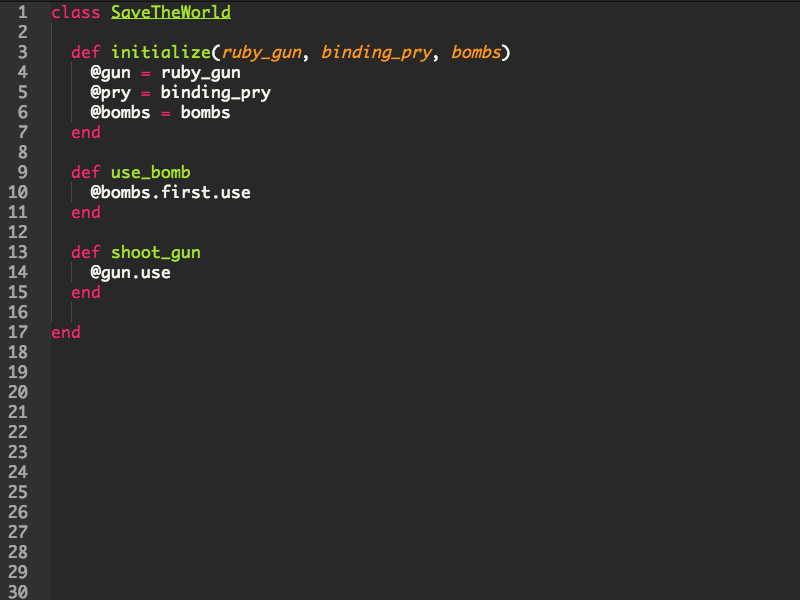 1 class SaveTheWorld
2
3 def initialize(ruby_gun, binding_pry, bombs)
4 @gun = ruby_gun
5 @pry = binding_pry
6 @bombs = bombs
7 end
8
9 def use_bomb
10 @bombs.first.use
11 end
12
13 def shoot_gun
14 @gun.use
15 end
16
17 end
18
19
20
21
22
23
24
25
26
27
28
29
30